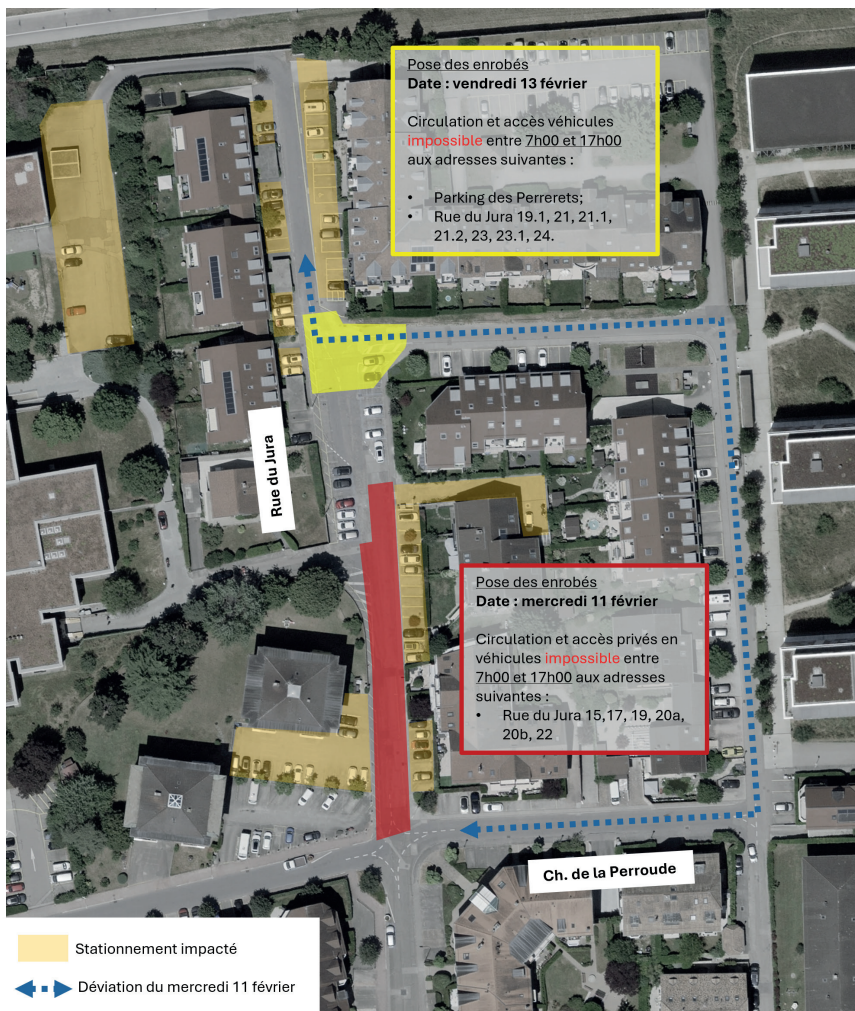 Pose des enrobés
Date : vendredi 13 février
Circulation et accès véhicules
impossible entre 7h00 et 17h00
aux adresses suivantes :
• Parking des Perrerets;
• Rue du Jura 19.1, 21, 21.1,
21.2, 23, 23.1, 24.
Rue du Jura
Pose des enrobés
Date : mercredi 11 février
Circulation et accès privés en
véhicules impossible entre
7h00 et 17h00 aux adresses
suivantes :
• Rue du Jura 15,17, 19, 20a,
20b, 22
Ch. de la Perroude
Stationnement impacté
Déviation du mercredi 11 février